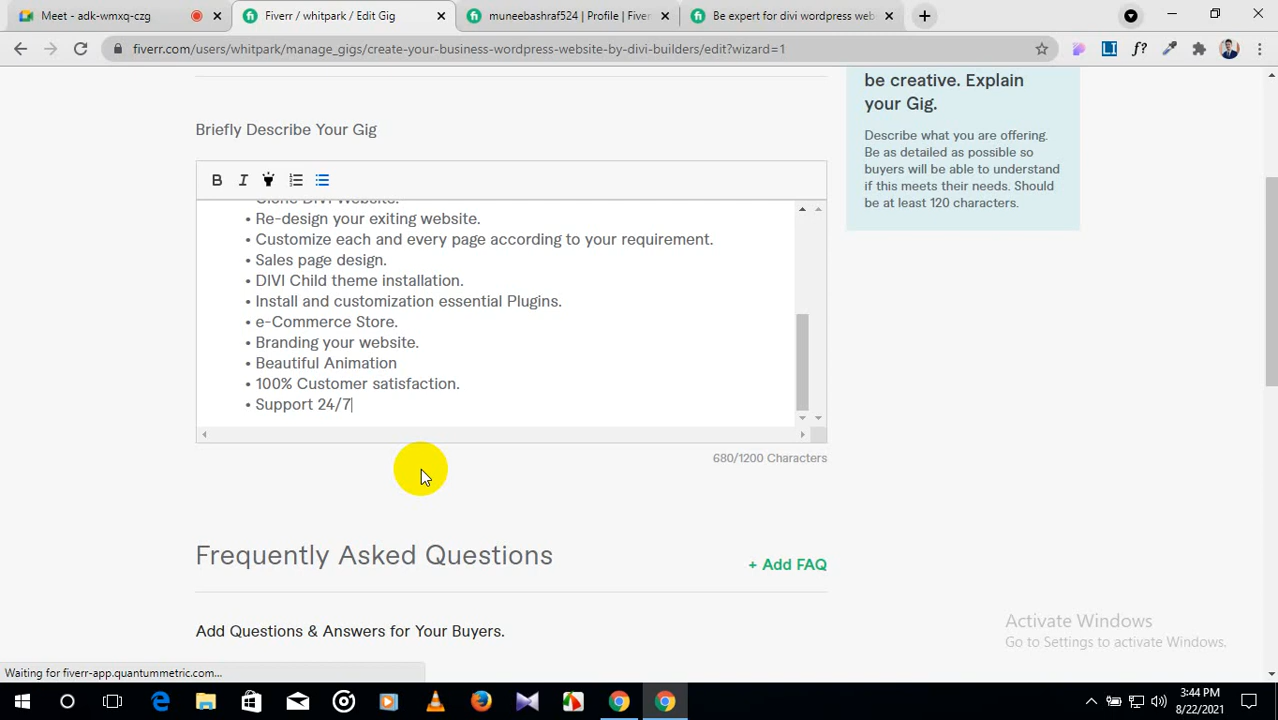 Meet - adk-wmxq-czg
Fiverr / whitpark / Edit Gig
muneebashraf524 | Profile | Fiverr
Be expert for divi wordpress web
fiverr.com/users/whitpark/manage_gigs/create-your-business-wordpress-website-by-divi-builders/edit?wizard=1
be creative. Explain
your Gig.
Describe what you are offering.
Be as detailed as possible so
buyers will be able to understand
if this meets their needs. Should
be at least 120 characters.
Briefly Describe Your Gig
Clone DIVI Website.
• Re-design your exiting website.
• Customize each and every page according to your requirement.
• Sales page design.
• DIVI Child theme installation.
• Install and customization essential Plugins.
• e-Commerce Store.
• Branding your website.
• Beautiful Animation
• 100% Customer satisfaction.
• Support 24/7
680/1200 Characters
Frequently Asked Questions
+ Add FAQ
Add Questions & Answers for Your Buyers.
Activate Windows
Go to Settings to activate Windows.
Waiting for fiverr-app.quantummetric.com...
3:44 PM
8/22/2021